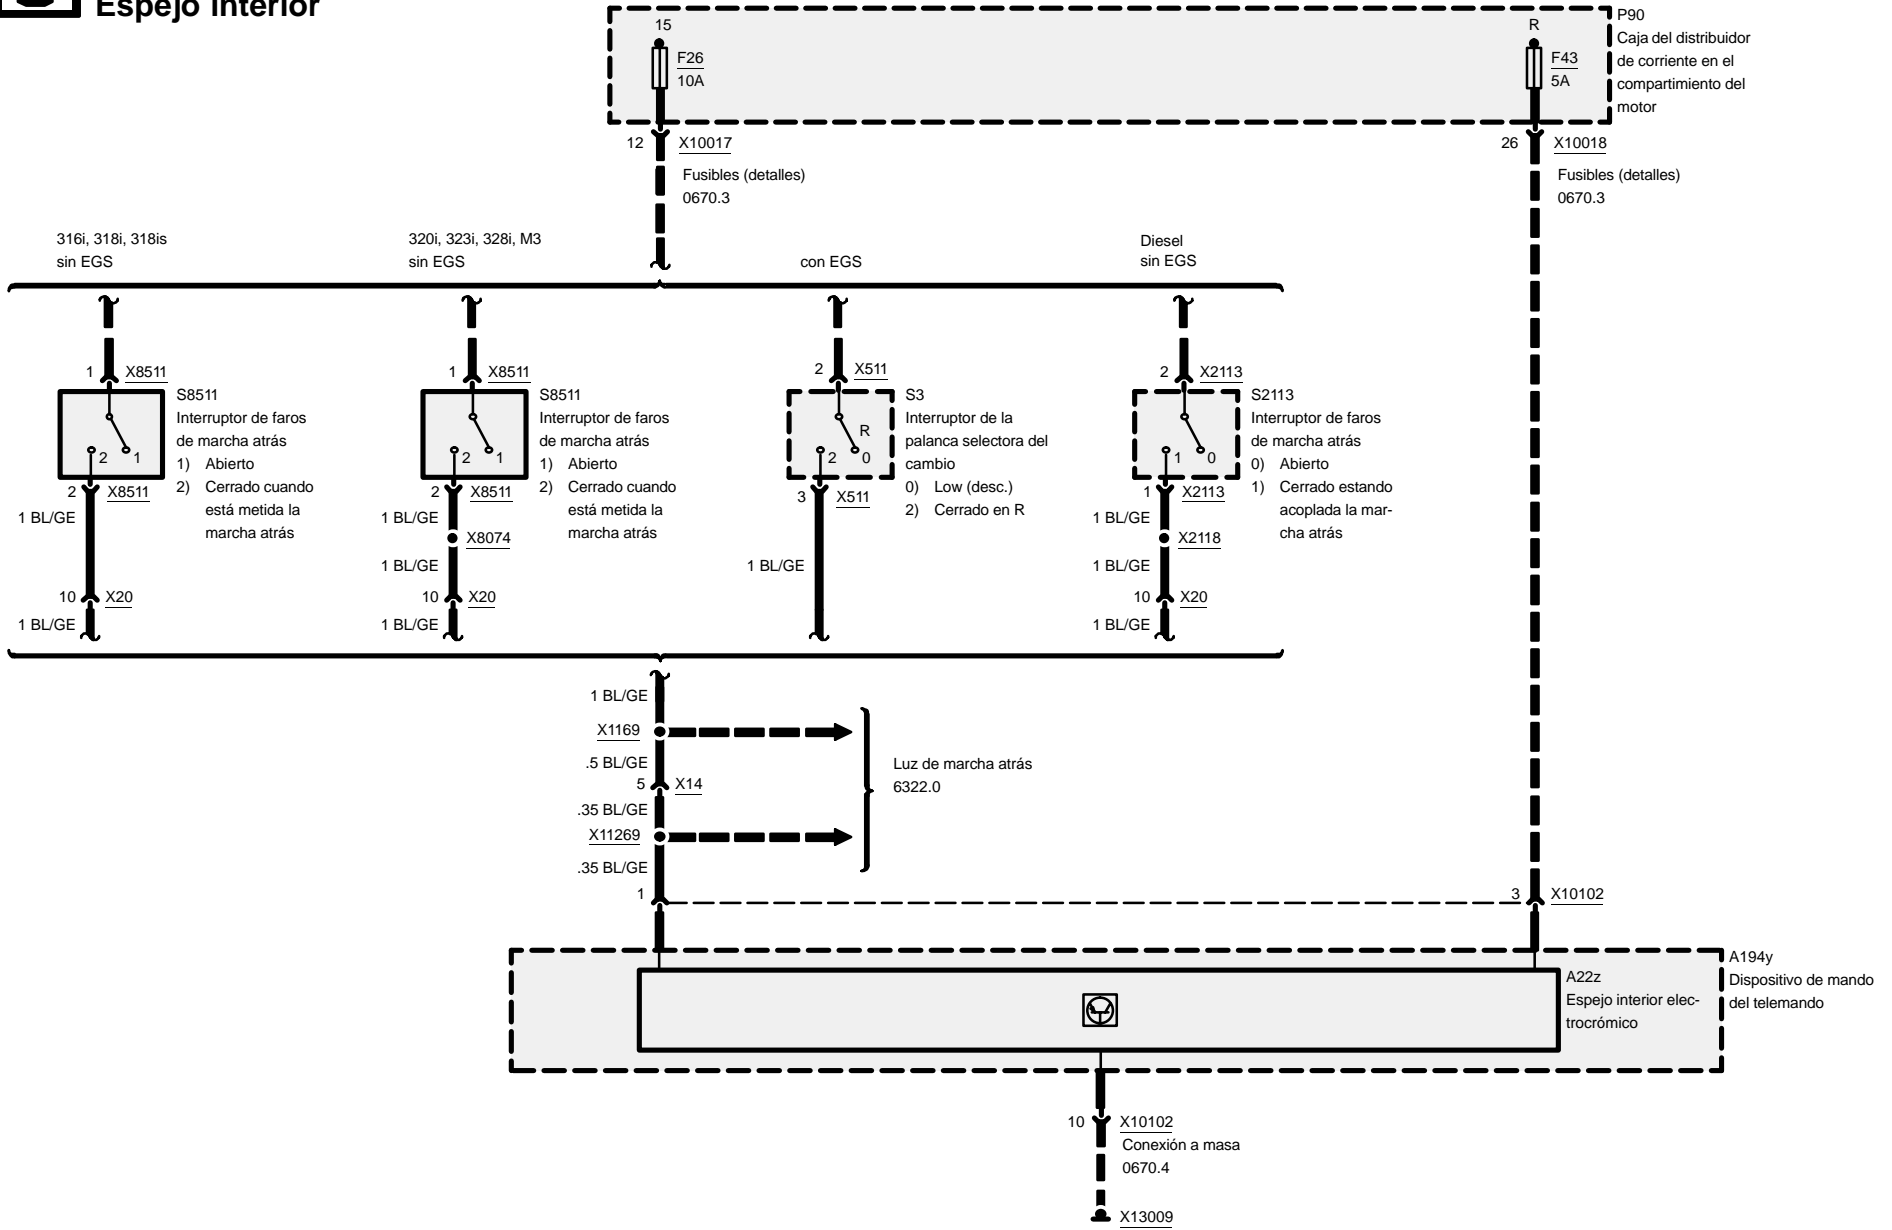 Espejo interior
15
F26
10A
R
F43
5A
P90
Caja del distribuidor
de corriente en el
compartimiento del
motor
12
X10017
Fusibles (detalles)
0670.3
26
X10018
Fusibles (detalles)
0670.3
316i, 318i, 318is
sin EGS
320i, 323i, 328i, M3
sin EGS
con EGS
Diesel
sin EGS
1
X8511
S8511
Interruptor de faros
de marcha atrás
1) Abierto
2) Cerrado cuando
está metida la
marcha atrás
2
1
2
X8511
1 BL/GE
10
X20
1 BL/GE
1
X8511
S8511
Interruptor de faros
de marcha atrás
1) Abierto
2) Cerrado cuando
está metida la
marcha atrás
2
1
2
X8511
1 BL/GE
X8074
1 BL/GE
10
X20
1 BL/GE
2
X511
S3
Interruptor de la
palanca selectora del
cambio
0) Low (desc.)
2) Cerrado en R
R
2
0
3
X511
1 BL/GE
2
X2113
S2113
Interruptor de faros
de marcha atrás
0) Abierto
1) Cerrado estando
acoplada la mar-
cha atrás
1
0
1
X2113
1 BL/GE
X2118
1 BL/GE
10
X20
1 BL/GE
1 BL/GE
X1169
.5 BL/GE
5
X14
.35 BL/GE
X11269
.35 BL/GE
Luz de marcha atrás
6322.0
1
3
X10102
A194y
Dispositivo de mando
del telemando
A22z
Espejo interior elec-
trocrómico
10
X10102
Conexión a masa
0670.4
X13009